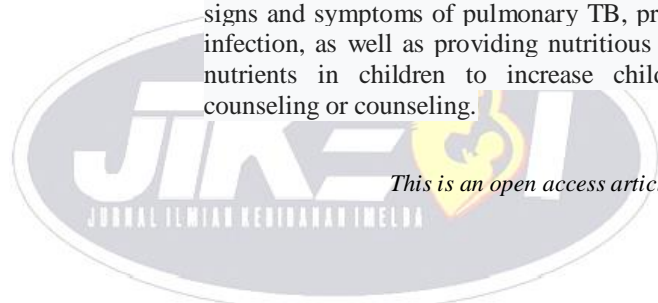 signs and symptoms of pulmonary TB, pr
infection, as well as providing nutritious
nutrients in children to increase chil
counseling or counseling.
This is an open access artic
JIKEBI
JURNAL ILMIAH KEBIDANAN IMELDA